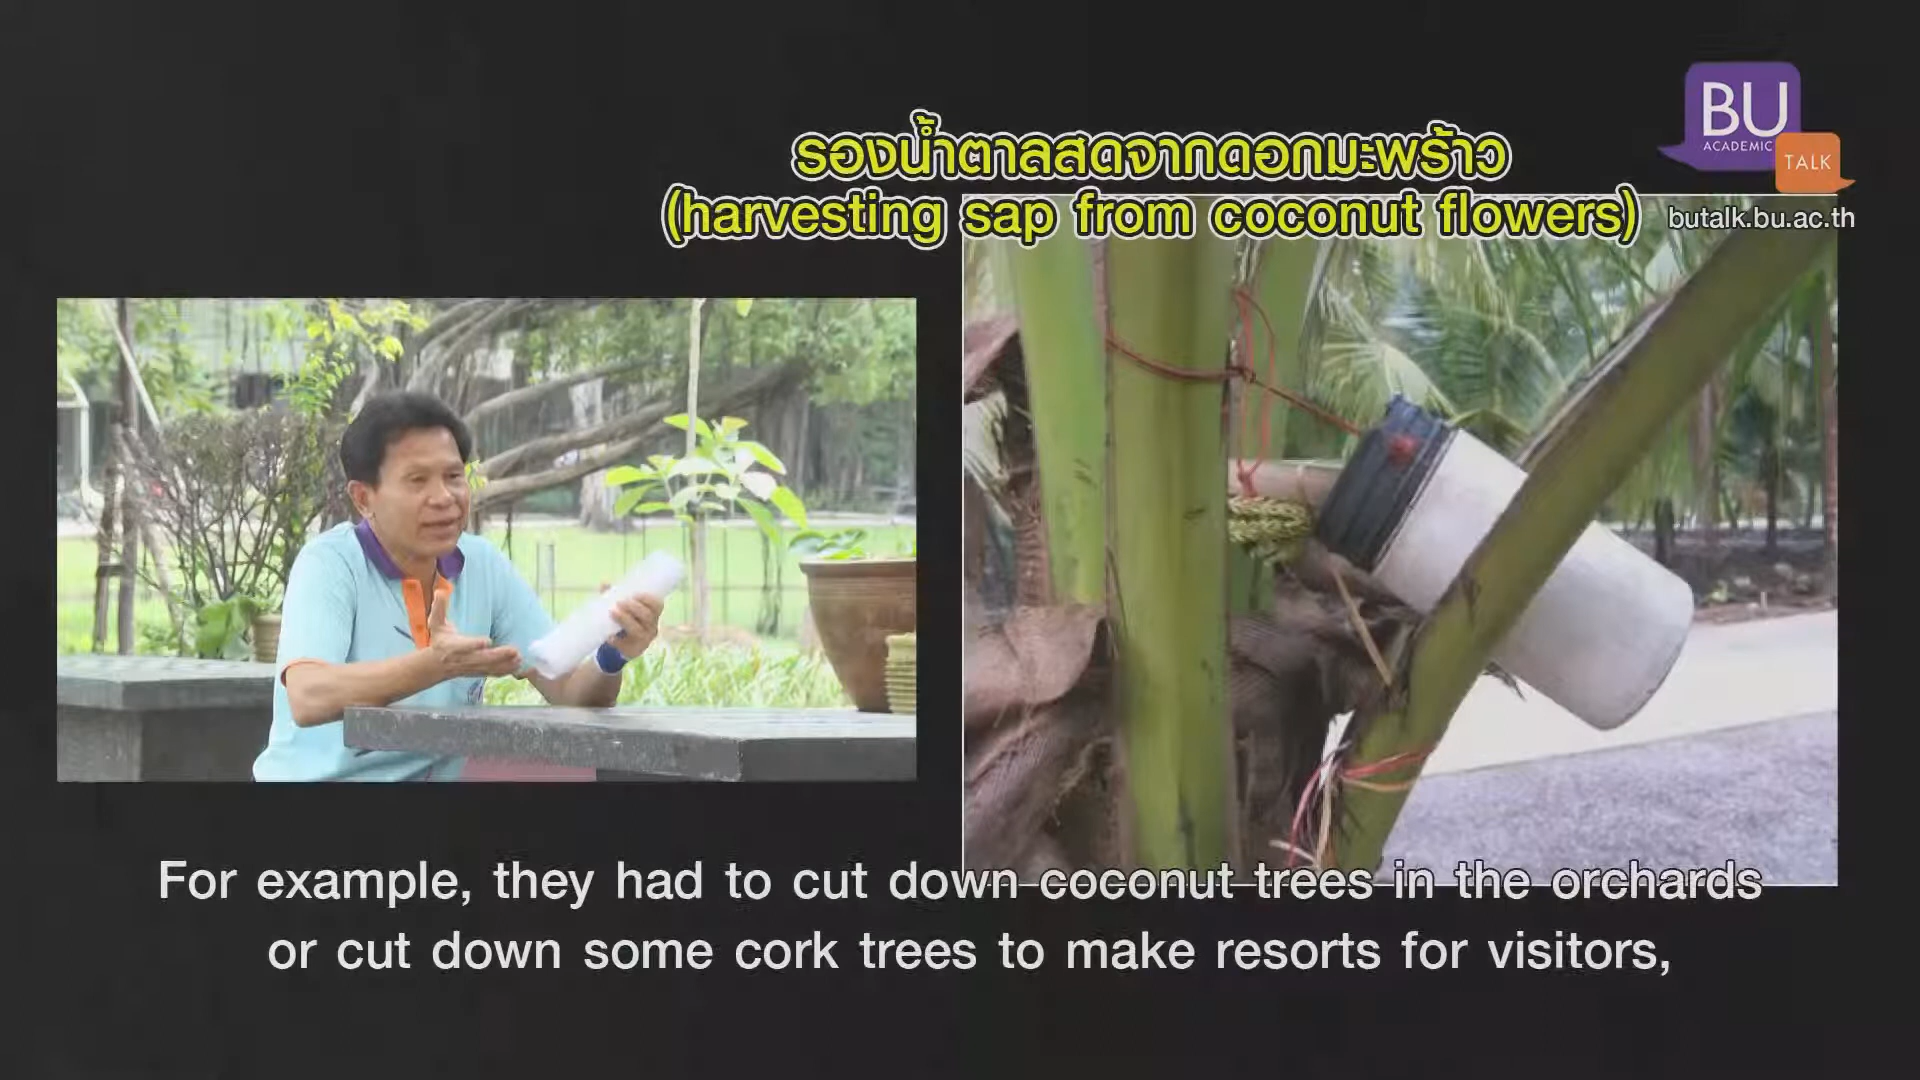 BU
ACADEMIC
TALK
butalk.bu.ac.th
รองน้ำตาลสดจากดอกมะพร้าว
(harvesting sap from coconut flowers)
For example, they had to cut down coconut trees in the orchards
or cut down some cork trees to make resorts for visitors,